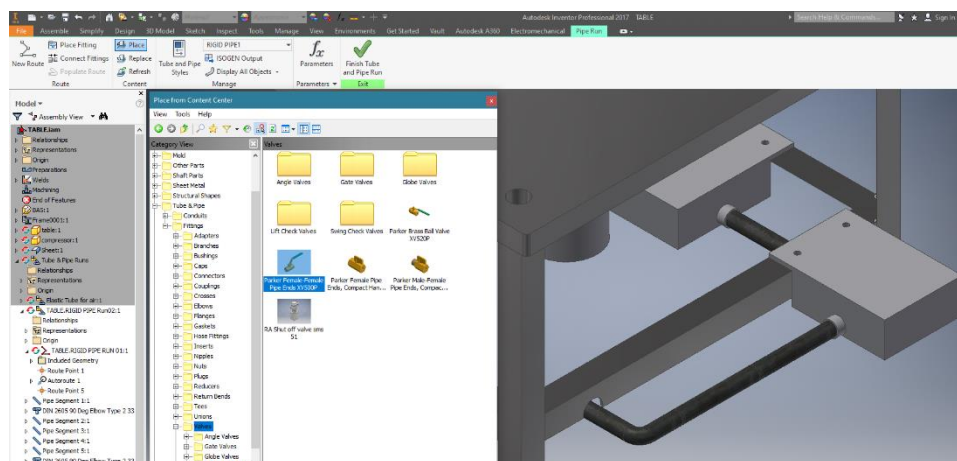 Autodesk Inventor Professional 2017 TABLE
Search Help & Commands...
Sign In
File Assemble Simplify Design 3D Model Sketch Inspect Tools Manage View Environments Get Started Vault Autodesk A360 Electromechanical Pipe Run
New Route
Place Fitting
Connect Fittings
Populate Route
Route
Place
Replace
Refresh
Content
Tube and Pipe Styles
RIGID PIPE1
ISOGEN Output
Display All Objects
Manage
fx
Parameters
Parameters
Finish Tube and Pipe Run
Exit
Model
Assembly View
TABLE.iam
Relationships
Representations
Origin
Preparations
Welds
Machining
End of Features
Frame0001:1
table:1
compressor:1
Sheet:1
Tube & Pipe Runs
Relationships
Representations
Origin
Elastic Tube for air:1
TABLE.RIGID PIPE Run02:1
Relationships
Representations
Origin
TABLE.RIGID PIPE RUN 01:1
Included Geometry
Route Point 1
Autoroute 1
Route Point 5
Pipe Segment 1:1
DIN 2605 90 Deg Elbow Type 2 33
Pipe Segment 2:1
Pipe Segment 3:1
Pipe Segment 4:1
Pipe Segment 5:1
DIN 2605 90 Deg Elbow Type 2 33
Place from Content Center
View Tools Help
Category View
Mold
Other Parts
Shaft Parts
Sheet Metal
Structural Shapes
Tube & Pipe
Conduits
Fittings
Adapters
Branches
Bushings
Caps
Connectors
Couplings
Crosses
Elbows
Flanges
Gaskets
Hose Fittings
Inserts
Nipples
Nuts
Plugs
Reducers
Return Bends
Tees
Unions
Valves
Angle Valves
Gate Valves
Globe Valves
Valves
Angle Valves
Gate Valves
Globe Valves
Lift Check Valves
Swing Check Valves
Parker Brass Ball Valve
XV520P
Parker Female-Female
Pipe Ends XV500P
Parker Female Pipe
Ends, Compact Han...
Parker Male-Female
Pipe Ends, Compac...
RA Shut off valve sms
S1